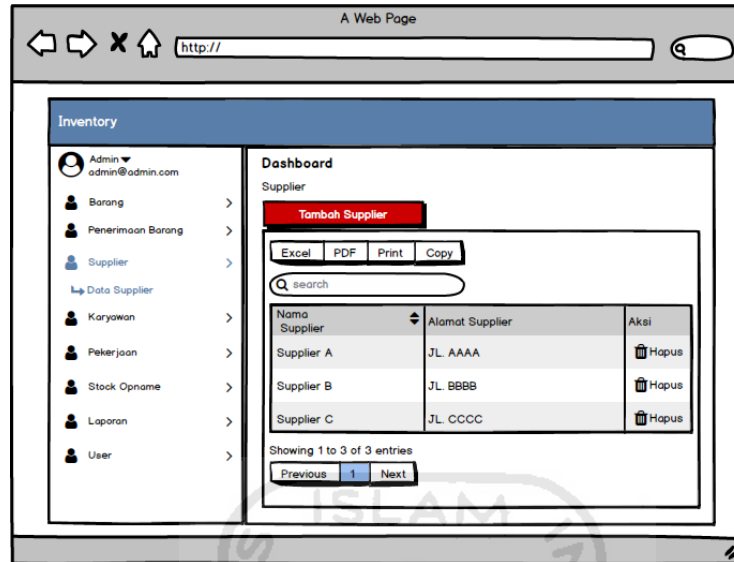 A Web Page
http://
Inventory
Admin
admin@admin.com
Barang
Penerimaan Barang
Supplier
Data Supplier
Karyawan
Pekerjaan
Stock Opname
Laporan
User
Dashboard
Supplier
Tambah Supplier
Excel PDF Print Copy
search
Nama Supplier Alamat Supplier Aksi
Supplier A JL. AAAA Hapus
Supplier B JL. BBBB Hapus
Supplier C JL. CCCC Hapus
Showing 1 to 3 of 3 entries
Previous 1 Next
ISLAM